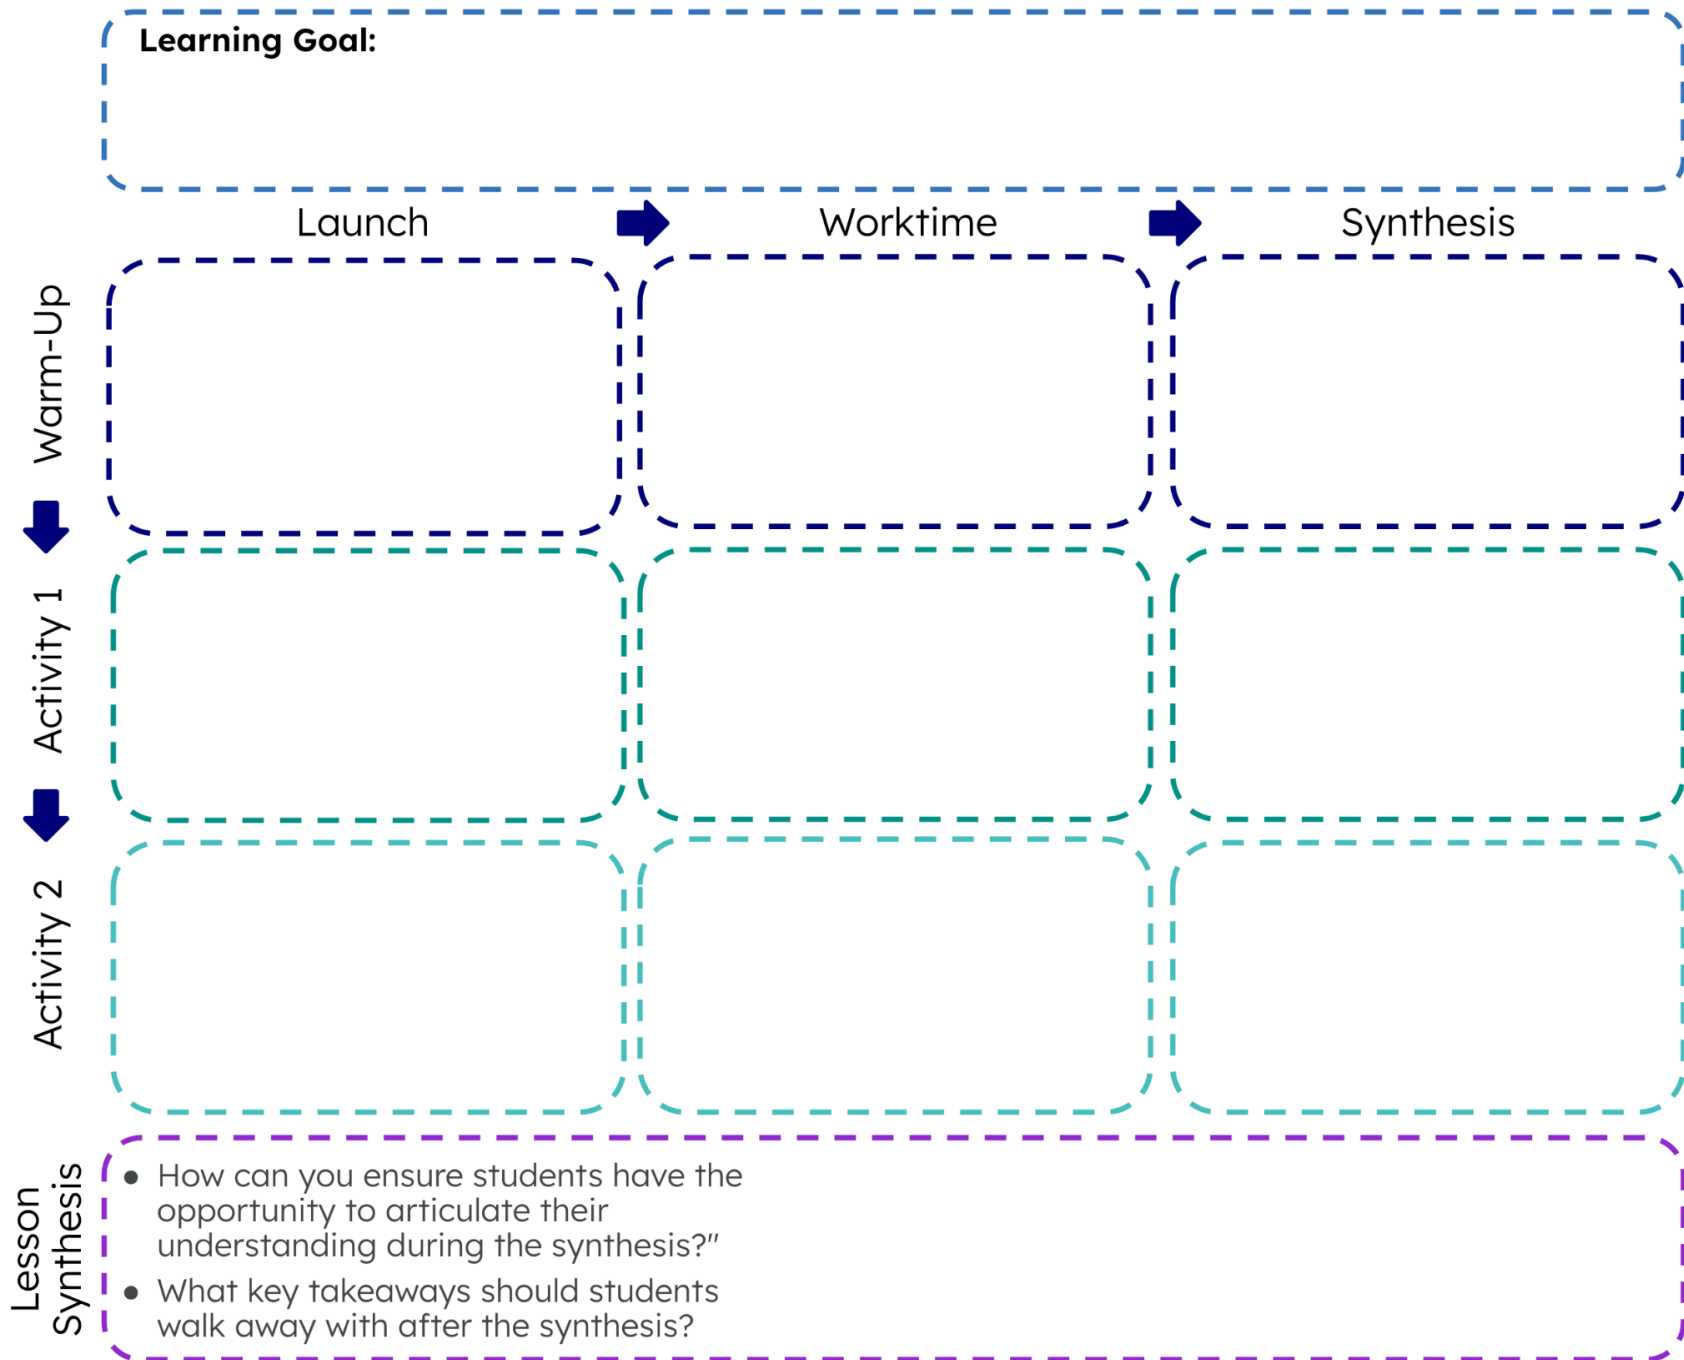 Learning Goal:
Launch
Worktime
Synthesis
Warm-Up
Activity 1
Activity 2
Lesson
Synthesis
● How can you ensure students have the
opportunity to articulate their
understanding during the synthesis?"
● What key takeaways should students
walk away with after the synthesis?